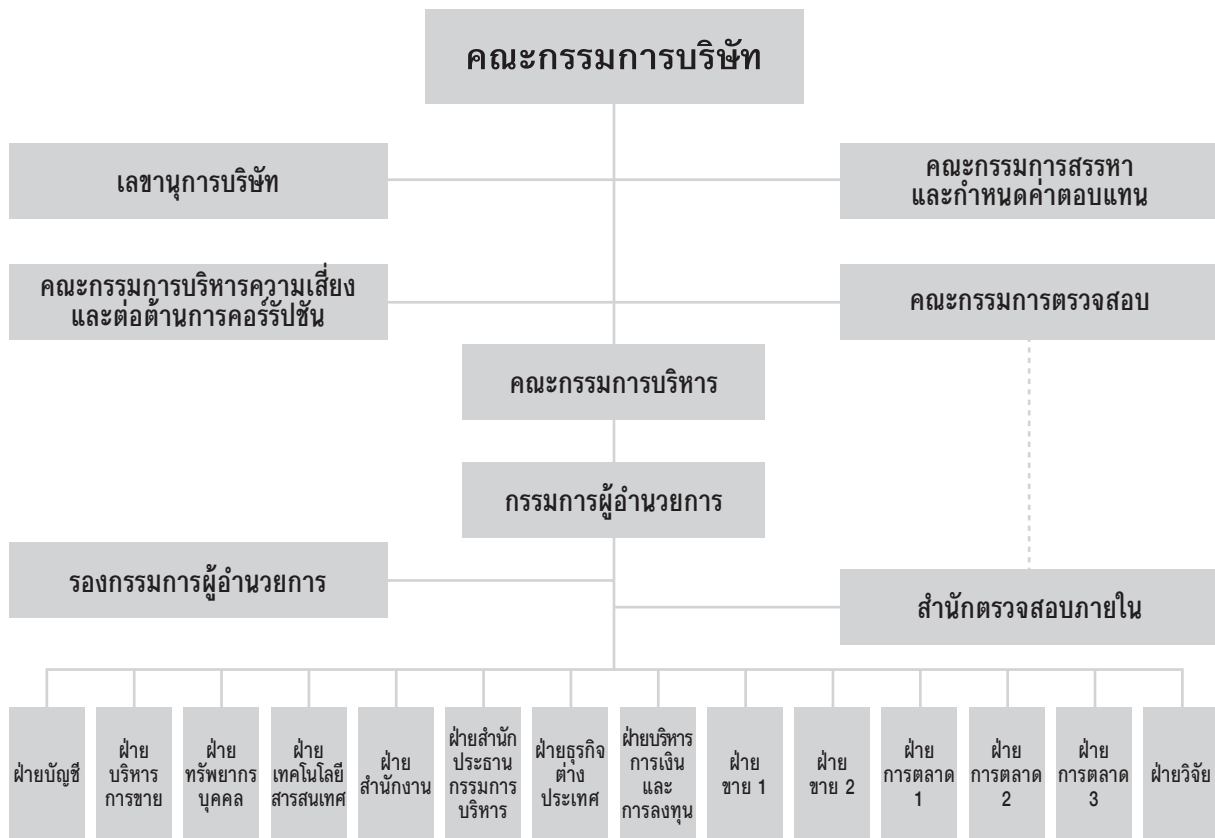 คณะกรรมการบริษัท
เลขานุการบริษัท
คณะกรรมการสรรหา
และกำหนดค่าตอบแทน
คณะกรรมการบริหารความเสี่ยง
และต่อต้านการคอร์รัปชัน
คณะกรรมการตรวจสอบ
คณะกรรมการบริหาร
กรรมการผู้อำนวยการ
รองกรรมการผู้อำนวยการ
สำนักตรวจสอบภายใน
ฝ่ายบัญชี
ฝ่าย
บริหาร
การขาย
ฝ่าย
ทรัพยากร
บุคคล
ฝ่าย
เทคโนโลยี
สารสนเทศ
ฝ่าย
สำนักงาน
ฝ่ายสำนัก
ประธาน
กรรมการ
บริหาร
ฝ่ายธุรกิจ
ต่าง
ประเทศ
ฝ่ายบริหาร
การเงิน
และ
การลงทุน
ฝ่าย
ขาย 1
ฝ่าย
ขาย 2
ฝ่าย
การตลาด
1
ฝ่าย
การตลาด
2
ฝ่าย
การตลาด
3
ฝ่ายวิจัย